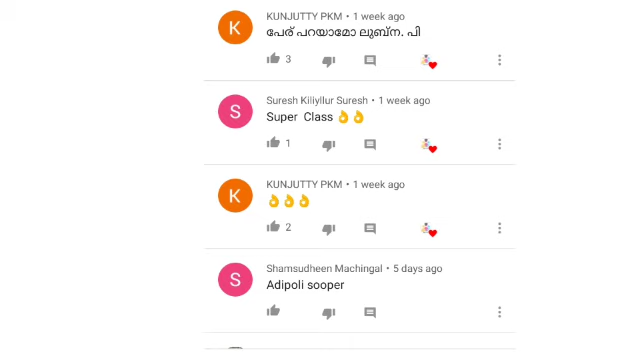 K
KUNJUTTY PKM • 1 week ago
പേര് പറയാമോ ലുബ്ന. പി
3
S
Suresh Kiliyllur Suresh • 1 week ago
Super Class 👌👌
1
K
KUNJUTTY PKM • 1 week ago
👌👌👌
2
S
Shamsudheen Machingal • 5 days ago
Adipoli sooper